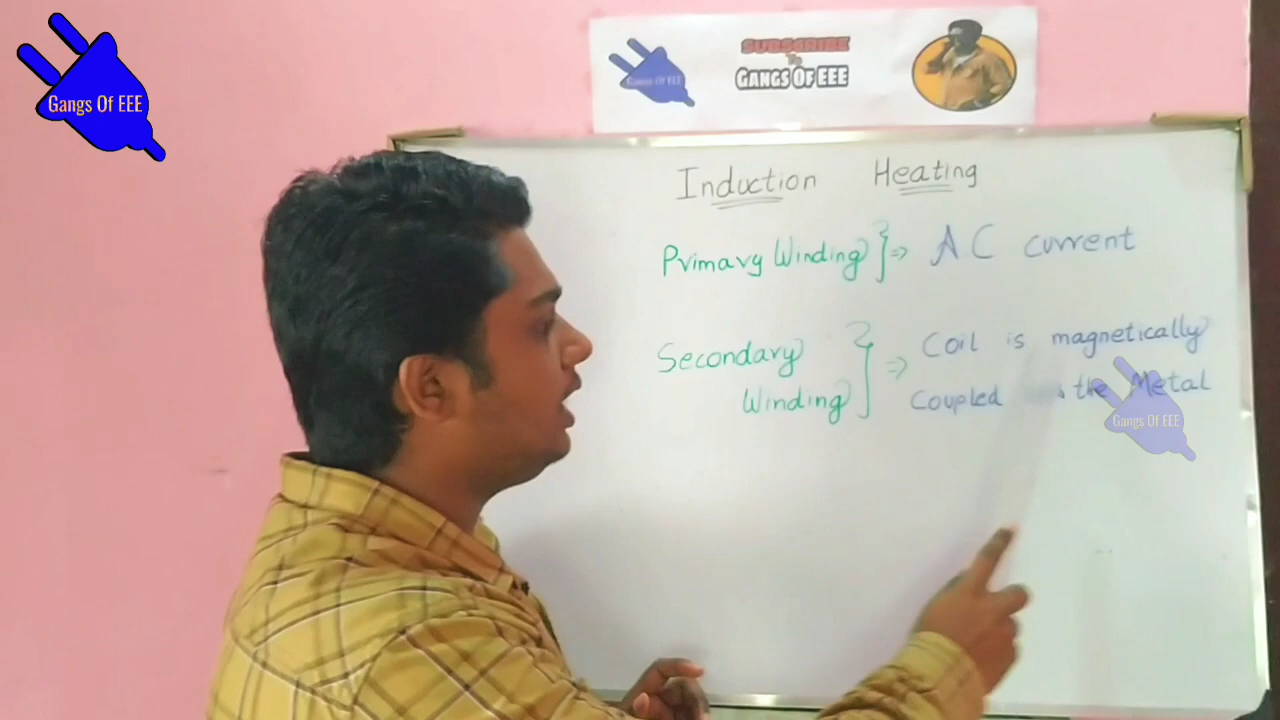 Gangs Of EEE
Gangs Of EEE
SUBSCRIBE
To
GANGS OF EEE
Induction Heating
Primary Winding } => AC current
Secondary Winding } => Coil is magnetically
Coupled the Metal
Gangs Of EEE